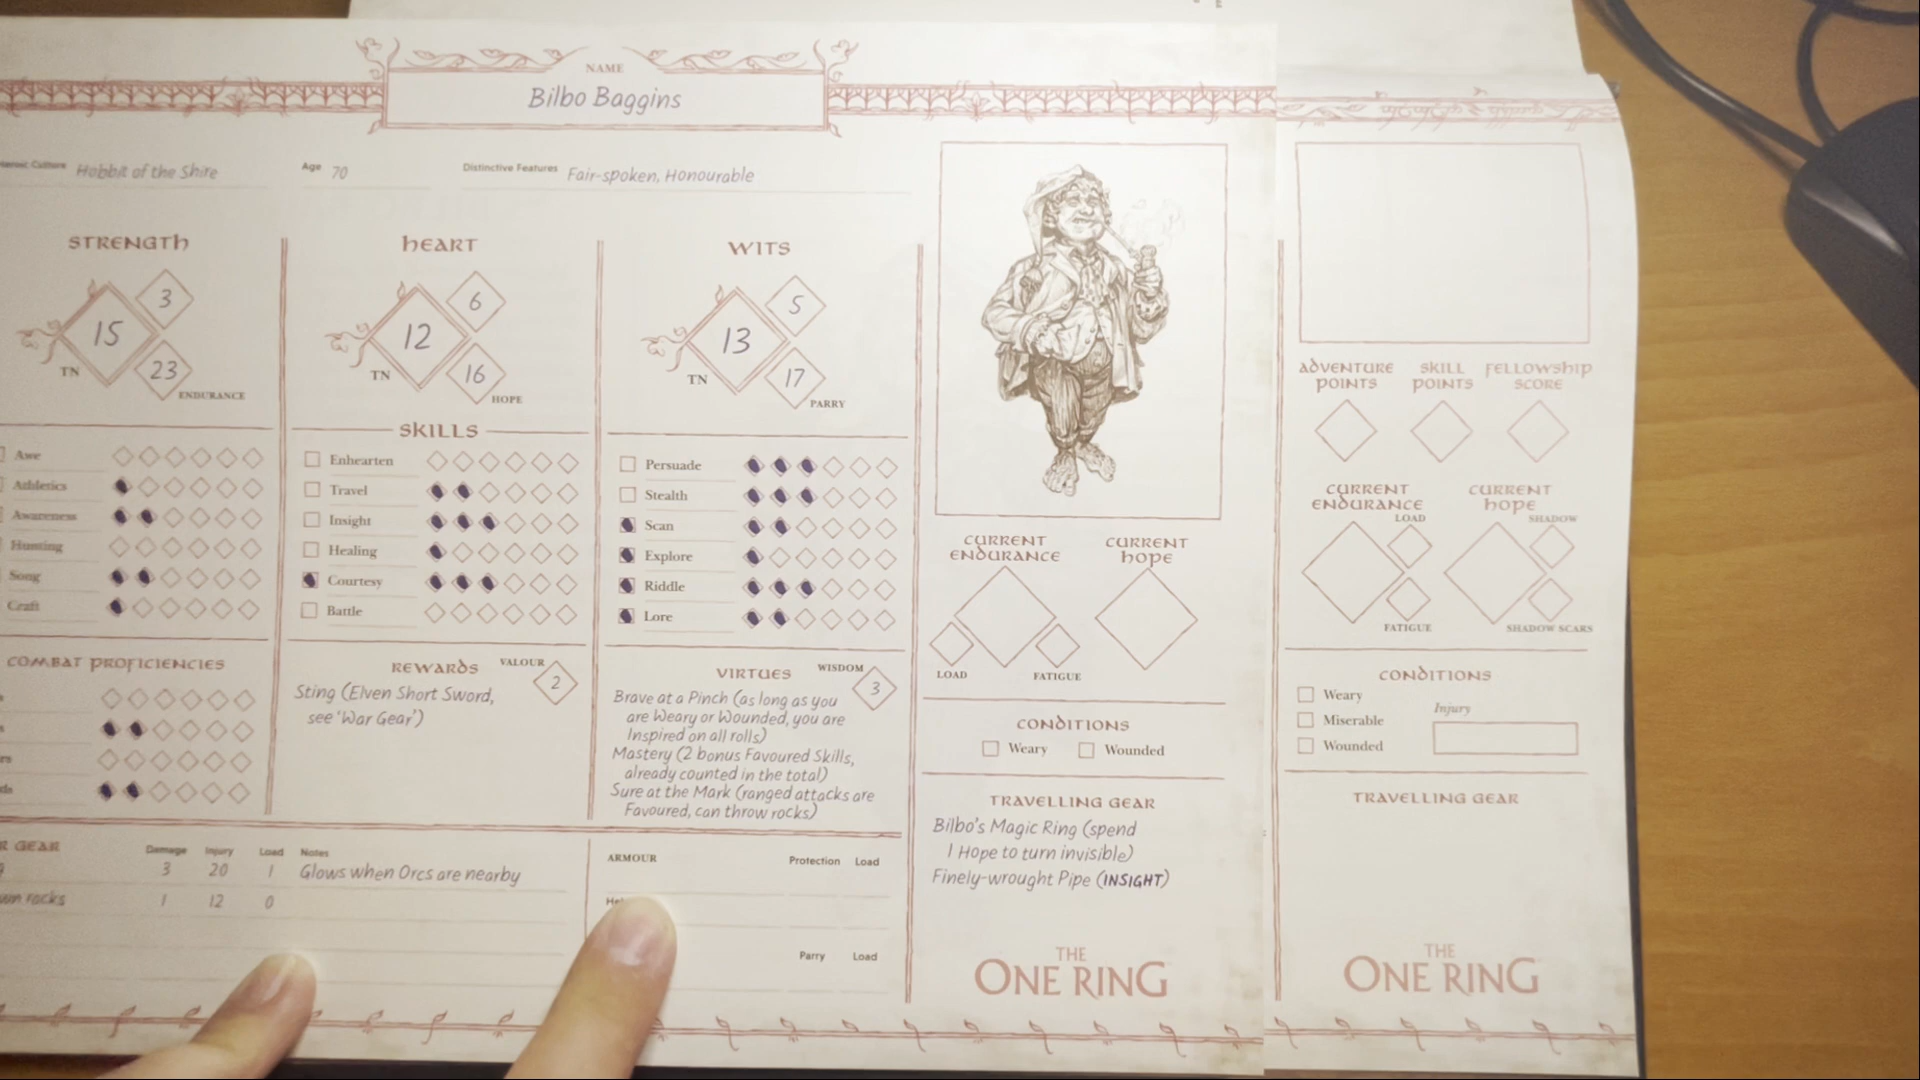 NAME
Bilbo Baggins
Culture Hobbit of the Shire
Age 70
Distinctive Features Fair-spoken, Honourable
STRENGTH
15
3
23
TN
ENDURANCE
HEART
12
6
16
TN
HOPE
WITS
13
5
17
TN
PARRY
SKILLS
Awe
Athletics
Awareness
Hunting
Song
Craft
Enhearten
Travel
Insight
Healing
Courtesy
Battle
Persuade
Stealth
Scan
Explore
Riddle
Lore
COMBAT PROFICIENCIES
REWARDS
VALOUR
2
Sting (Elven Short Sword,
see 'War Gear')
VIRTUES
WISDOM
3
Brave at a Pinch (as long as you
are Weary or Wounded, you are
Inspired on all rolls)
Mastery (2 bonus Favoured Skills,
already counted in the total)
Sure at the Mark (ranged attacks are
Favoured, can throw rocks)
GEAR Damage Injury Load Notes
3 20 1 Glows when Orcs are nearby
rocks 1 12 0
ARMOUR Protection Load
Parry Load
CURRENT
ENDURANCE
CURRENT
HOPE
LOAD
FATIGUE
CONDITIONS
Weary Wounded
TRAVELLING GEAR
Bilbo's Magic Ring (spend
1 Hope to turn invisible)
Finely-wrought Pipe (INSIGHT)
THE
ONE RING
ADVENTURE
POINTS
SKILL
POINTS
FELLOWSHIP
SCORE
CURRENT
ENDURANCE
LOAD
FATIGUE
CURRENT
HOPE
SHADOW
SHADOW SCARS
CONDITIONS
Weary
Miserable
Wounded
Injury
TRAVELLING GEAR
THE
ONE RING